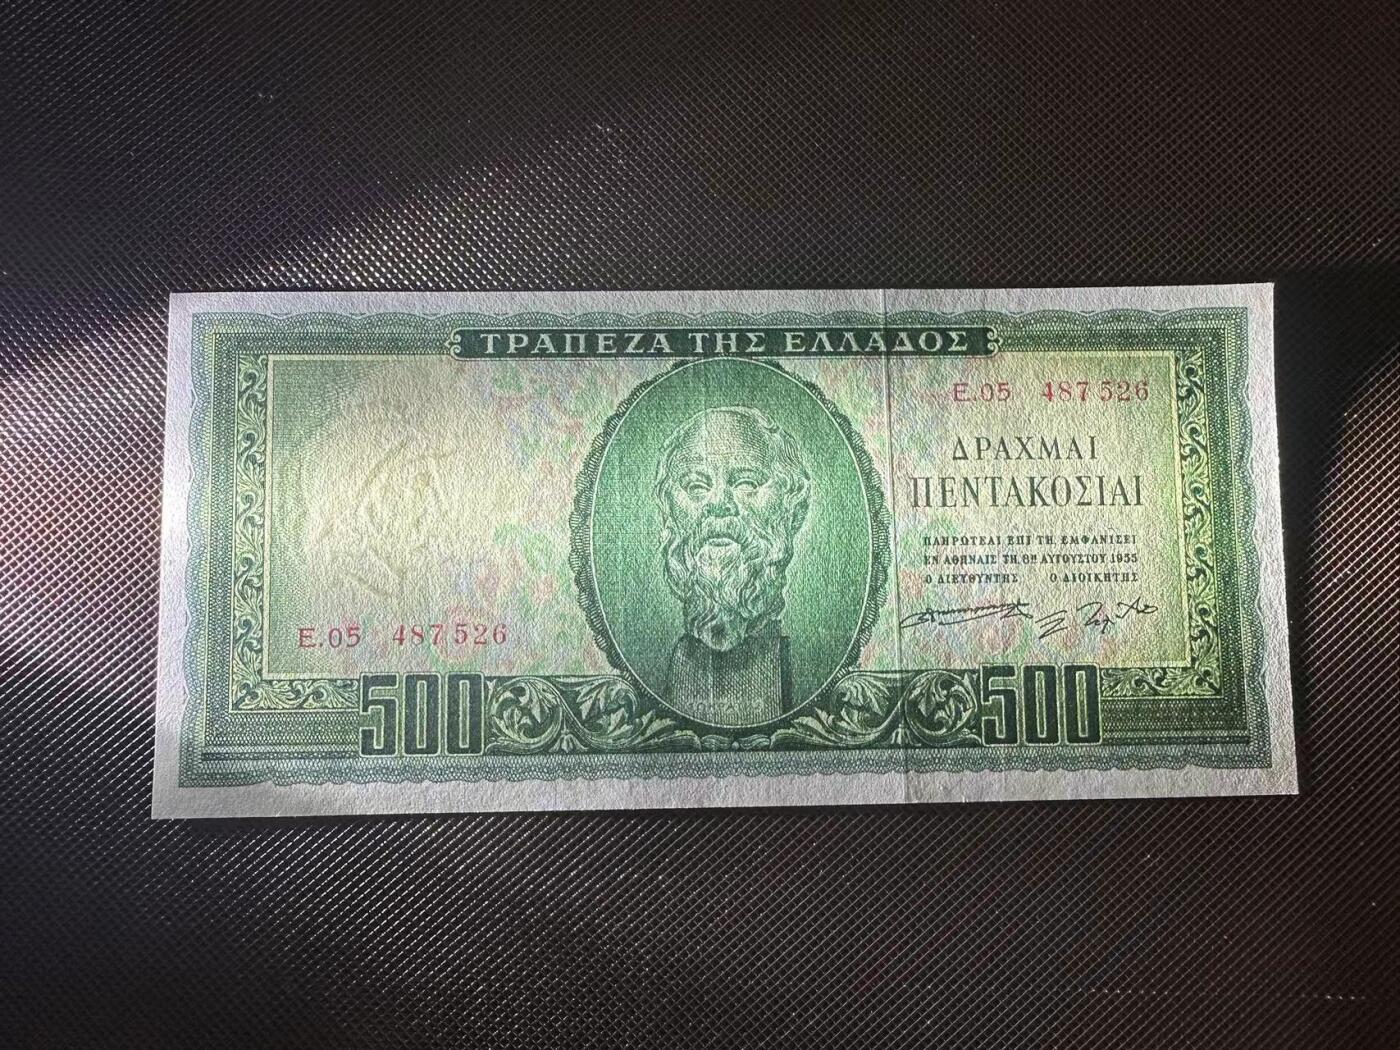 ΤΡΑΠΕΖΑ ΤΗΣ ΕΛΛΑΔΟΣ
Ε.05 487526
ΔΡΑΧΜΑΙ
ΠΕΝΤΑΚΟΣΙΑΙ
ΠΛΗΡΩΤΕΑΙ ΕΠΙ ΤΗ, ΕΜΦΑΝΙΣΕΙ
ΕΝ ΑΘΗΝΑΙΣ ΤΗ, 8Η ΑΥΓΟΥΣΤΟΥ 1955
Ο ΔΙΕΥΘΥΝΤΗΣ Ο ΔΙΟΙΚΗΤΗΣ
Ε.05 487526
500 500